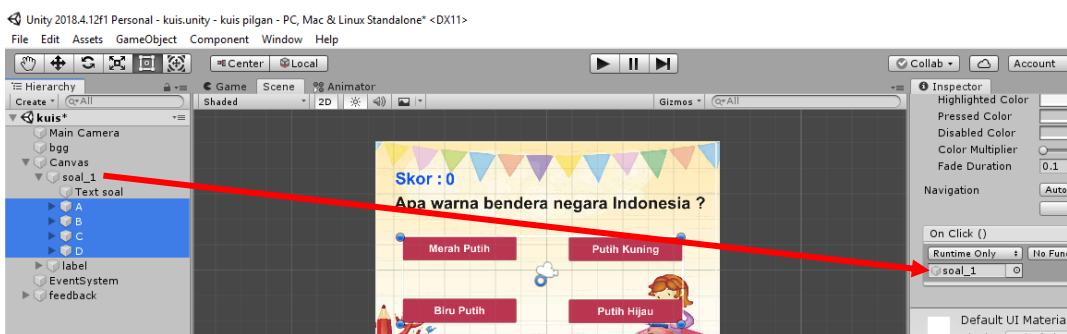 Unity 2018.4.12f1 Personal - kuis.unity - kuis pilgan - PC, Mac & Linux Standalone* <DX11>
File Edit Assets GameObject Component Window Help
Center Local Collab Account
Hierarchy Game Scene Animator Inspector
Create All Shaded 2D Gizmos All Highlighted Color
kuis* Pressed Color
Main Camera Disabled Color
bgg Color Multiplier
Canvas Fade Duration 0.1
soal_1 Skor : 0 Navigation Auto
Text soal
A Apa warna bendera negara Indonesia ?
B On Click ()
C Merah Putih Putih Kuning Runtime Only No Fun
D
label soal_1
EventSystem
feedback
Biru Putih Putih Hijau Default UI Materia